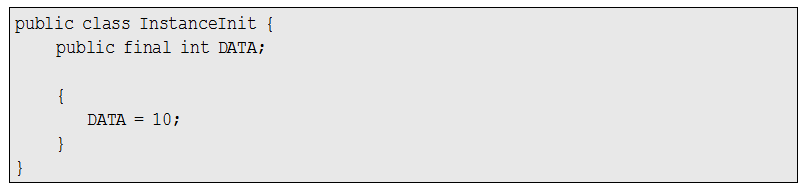 public class InstanceInit {
    public final int DATA;

    {
       DATA = 10;
    }
}